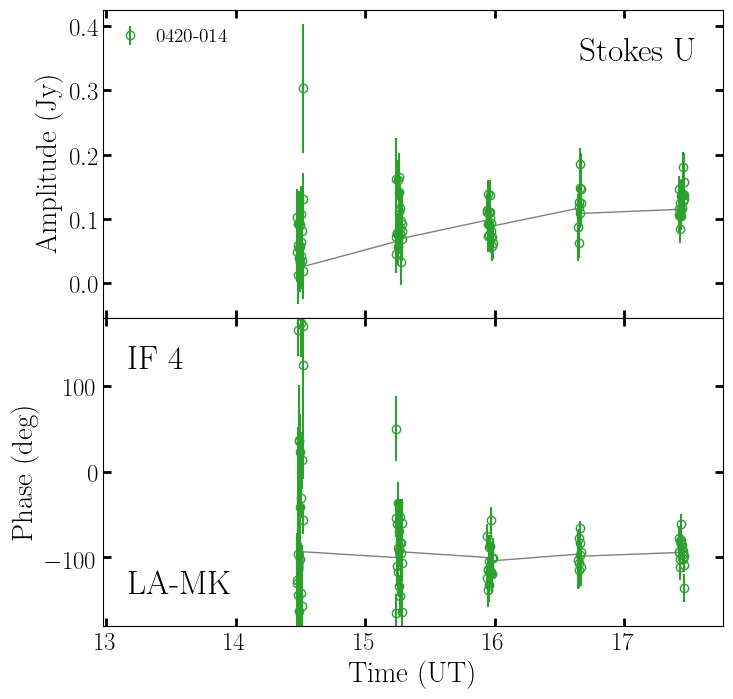 0420-014
Stokes U
0.4
0.3
0.2
0.1
0.0
Amplitude (Jy)
IF 4
100
0
−100
Phase (deg)
LA-MK
13 14 15 16 17
Time (UT)